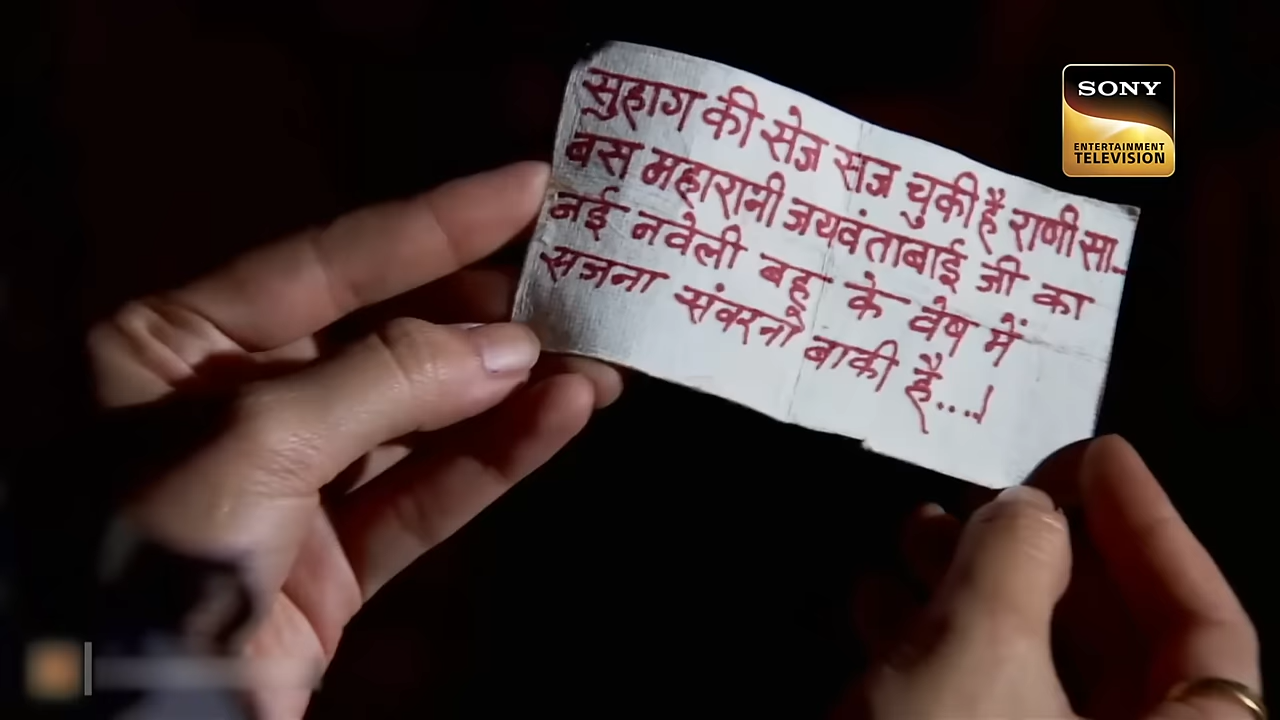 सुहाग की सेज सज चुकी है राणी सा..
बस महारानी जयवंताबाई जी का
नई नवेली बहू के वेष में
सजना संवरना बाकी है....!
SONY
ENTERTAINMENT
TELEVISION